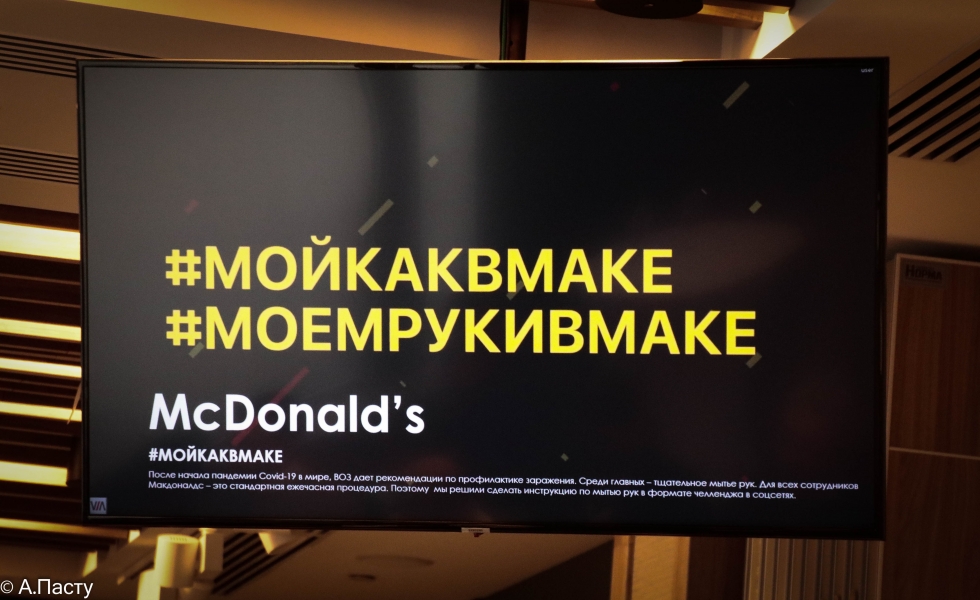 #МОЙКАКВМАКЕ
#МОЕМРУКИВМАКЕ
McDonald's
#МОЙКАКВМАКЕ
После начала пандемии Covid-19 в мире, ВОЗ дает рекомендации по профилактике заражения. Среди главных – тщательное мытье рук. Для всех сотрудников
Макдоналдс – это стандартная ежечасная процедура. Поэтому мы решили сделать инструкцию по мытью рук в формате челленджа в соцсетях.
НОРМА
© А.Пасту